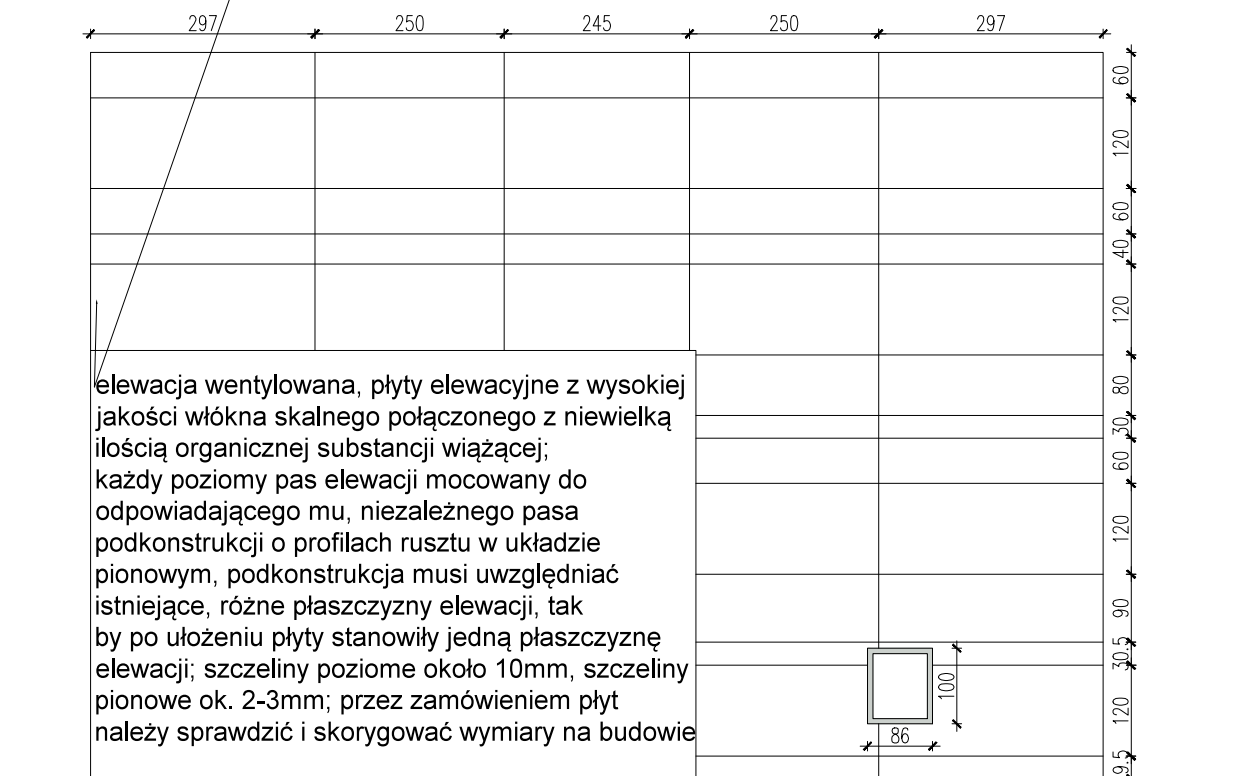 297 250 245 250 297
60
120
60
40
120
80
30
60
120
90
30.5
120
9.5
elewacja wentylowana, płyty elewacyjne z wysokiej
jakości włókna skalnego połączonego z niewielką
ilością organicznej substancji wiążącej;
każdy poziomy pas elewacji mocowany do
odpowiadającego mu, niezależnego pasa
podkonstrukcji o profilach rusztu w układzie
pionowym, podkonstrukcja musi uwzględniać
istniejące, różne płaszczyzny elewacji, tak
by po ułożeniu płyty stanowiły jedną płaszczyznę
elewacji; szczeliny poziome około 10mm, szczeliny
pionowe ok. 2-3mm; przez zamówieniem płyt
należy sprawdzić i skorygować wymiary na budowie
100
86